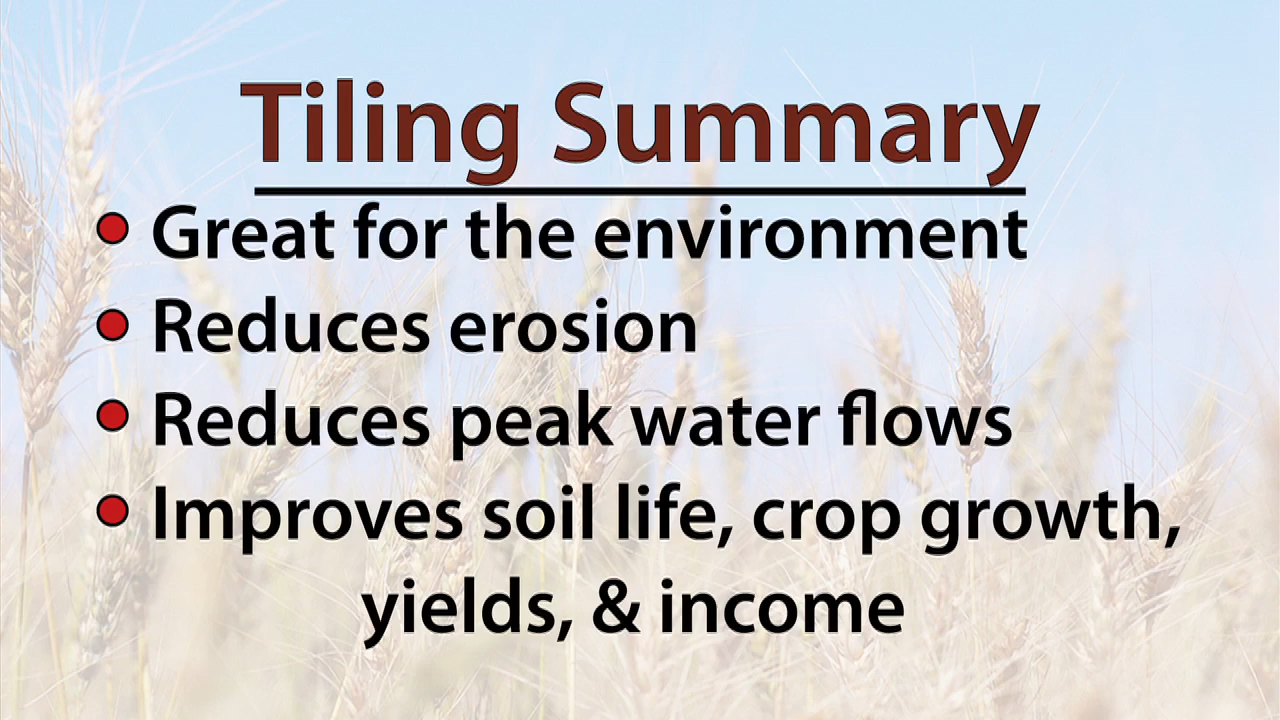 Tiling Summary
• Great for the environment
• Reduces erosion
• Reduces peak water flows
• Improves soil life, crop growth,
yields, & income